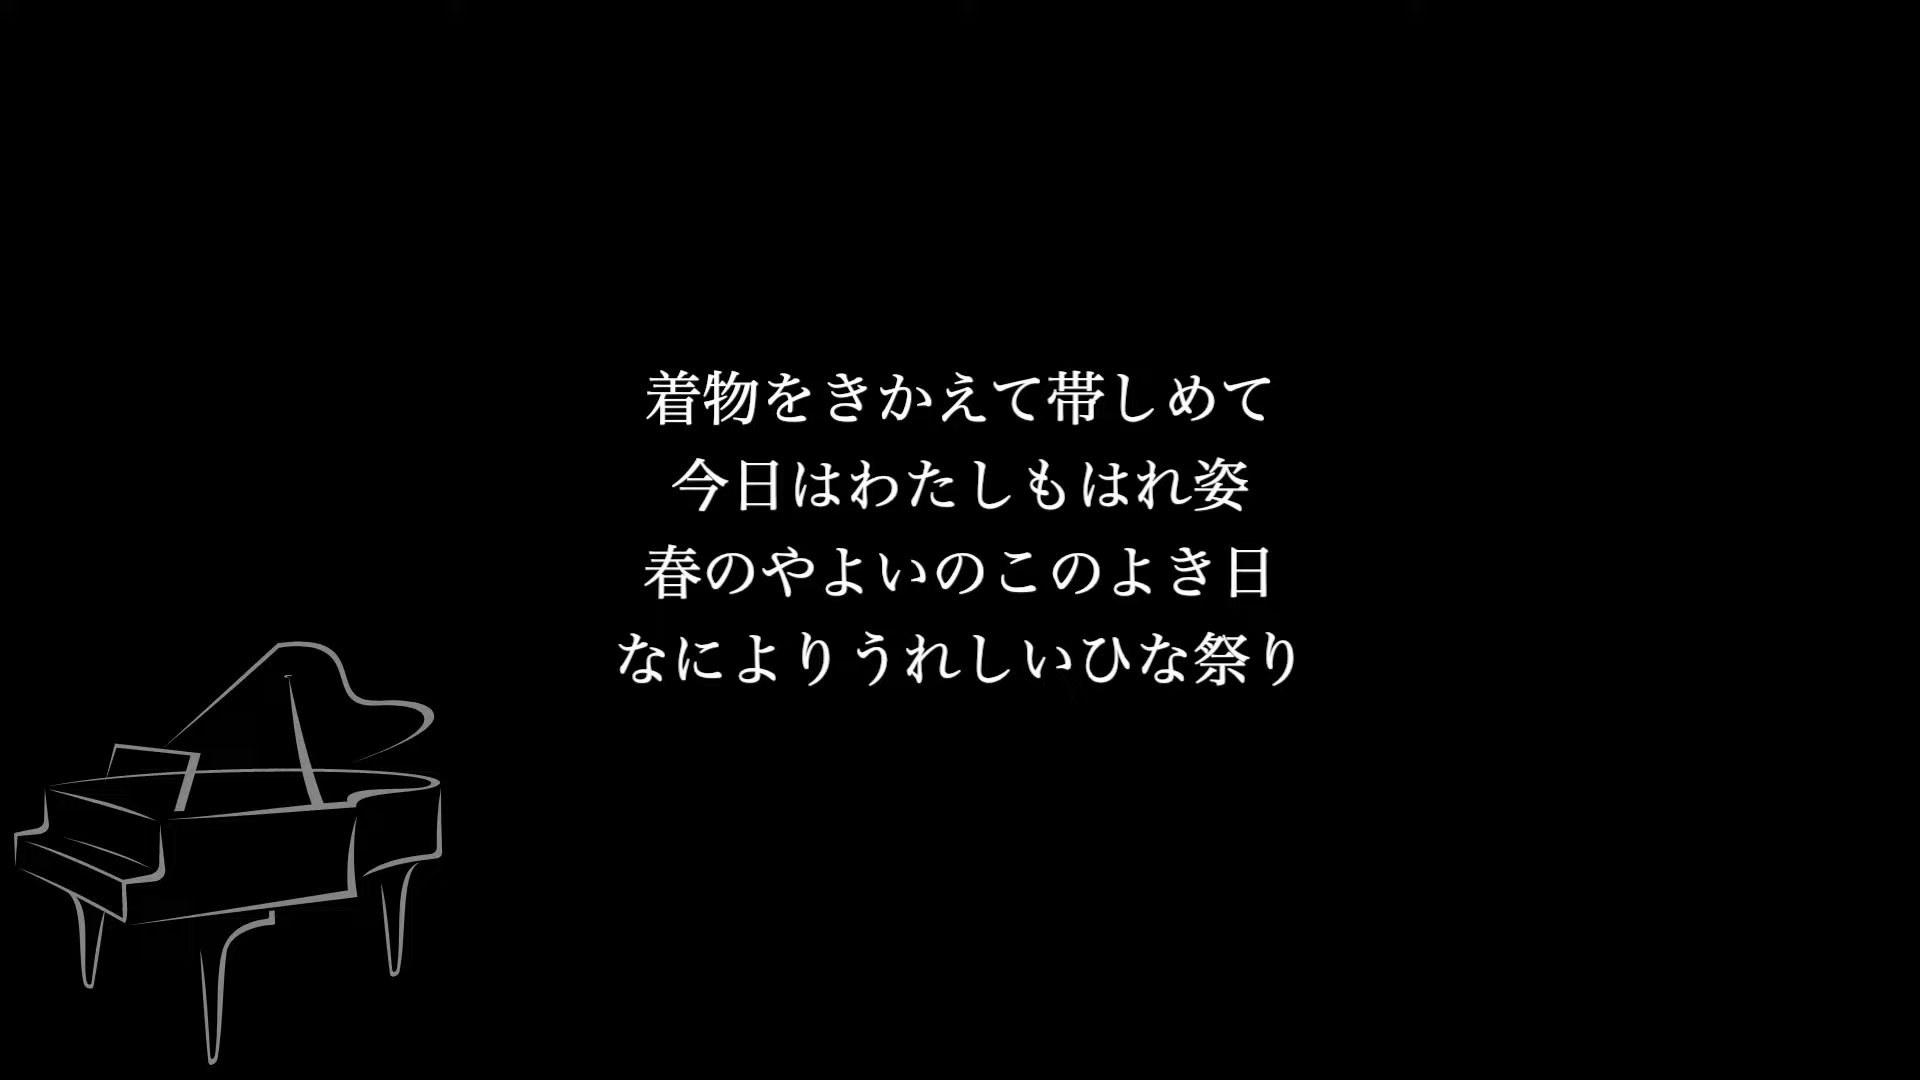 着物をきかえて帯しめて
今日はわたしもはれ姿
春のやよいのこのよき日
なによりうれしいひな祭り